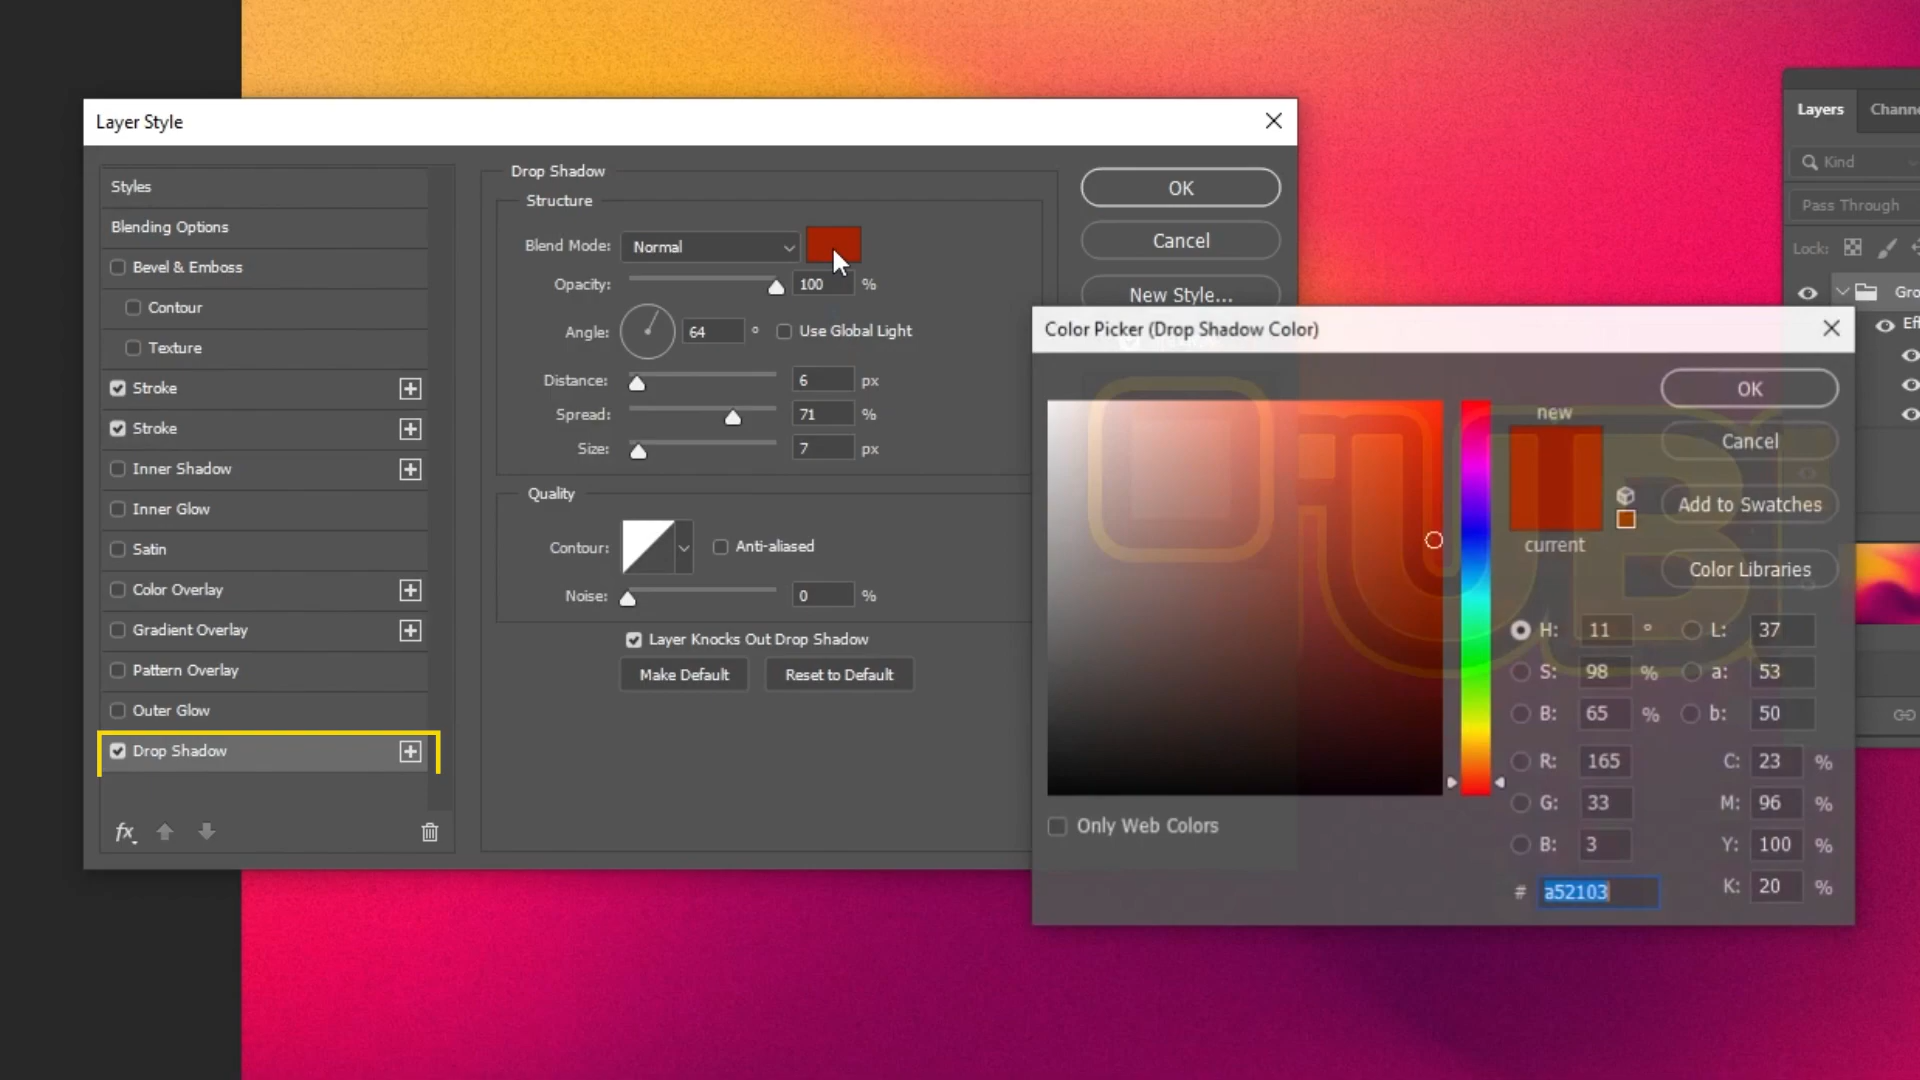 Layer Style
Styles
Blending Options
Bevel & Emboss
Contour
Texture
Stroke
Stroke
Inner Shadow
Inner Glow
Satin
Color Overlay
Gradient Overlay
Pattern Overlay
Outer Glow
Drop Shadow
fx
Drop Shadow
Structure
Blend Mode: Normal
Opacity: 100 %
Angle: 64 ° Use Global Light
Distance: 6 px
Spread: 71 %
Size: 7 px
Quality
Contour: Anti-aliased
Noise: 0 %
Layer Knocks Out Drop Shadow
Make Default Reset to Default
OK
Cancel
New Style...
Color Picker (Drop Shadow Color)
new
current
OK
Cancel
Add to Swatches
Color Libraries
UB
H: 11 ° L: 37
S: 98 % a: 53
B: 65 % b: 50
R: 165 C: 23 %
G: 33 M: 96 %
B: 3 Y: 100 %
# a52103 K: 20 %
Only Web Colors
Layers Channe
Kind
Pass Through
Lock:
Gro
Eff